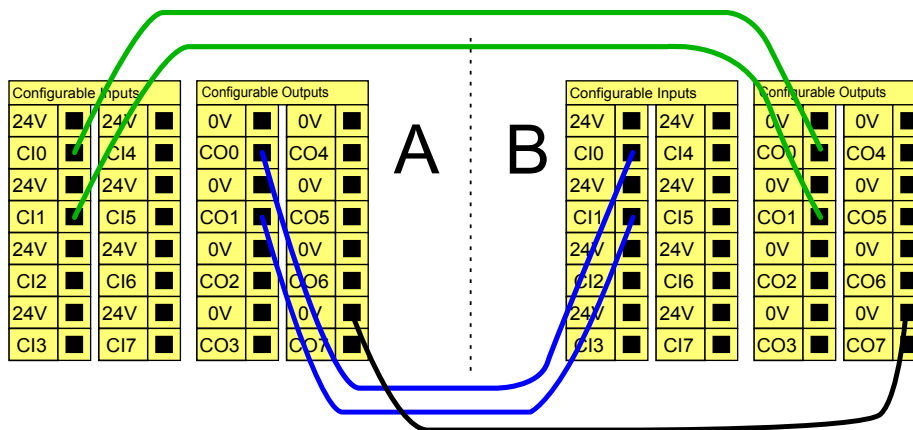 Configurable Inputs
24V 24V
CI0 CI4
24V 24V
CI1 CI5
24V 24V
CI2 CI6
24V 24V
CI3 CI7
Configurable Outputs
0V 0V
CO0 CO4
0V 0V
CO1 CO5
0V 0V
CO2 CO6
0V 0V
CO3 CO7
A
B
Configurable Inputs
24V 24V
CI0 CI4
24V 24V
CI1 CI5
24V 24V
CI2 CI6
24V 24V
CI3 CI7
Configurable Outputs
0V 0V
CO0 CO4
0V 0V
CO1 CO5
0V 0V
CO2 CO6
0V 0V
CO3 CO7